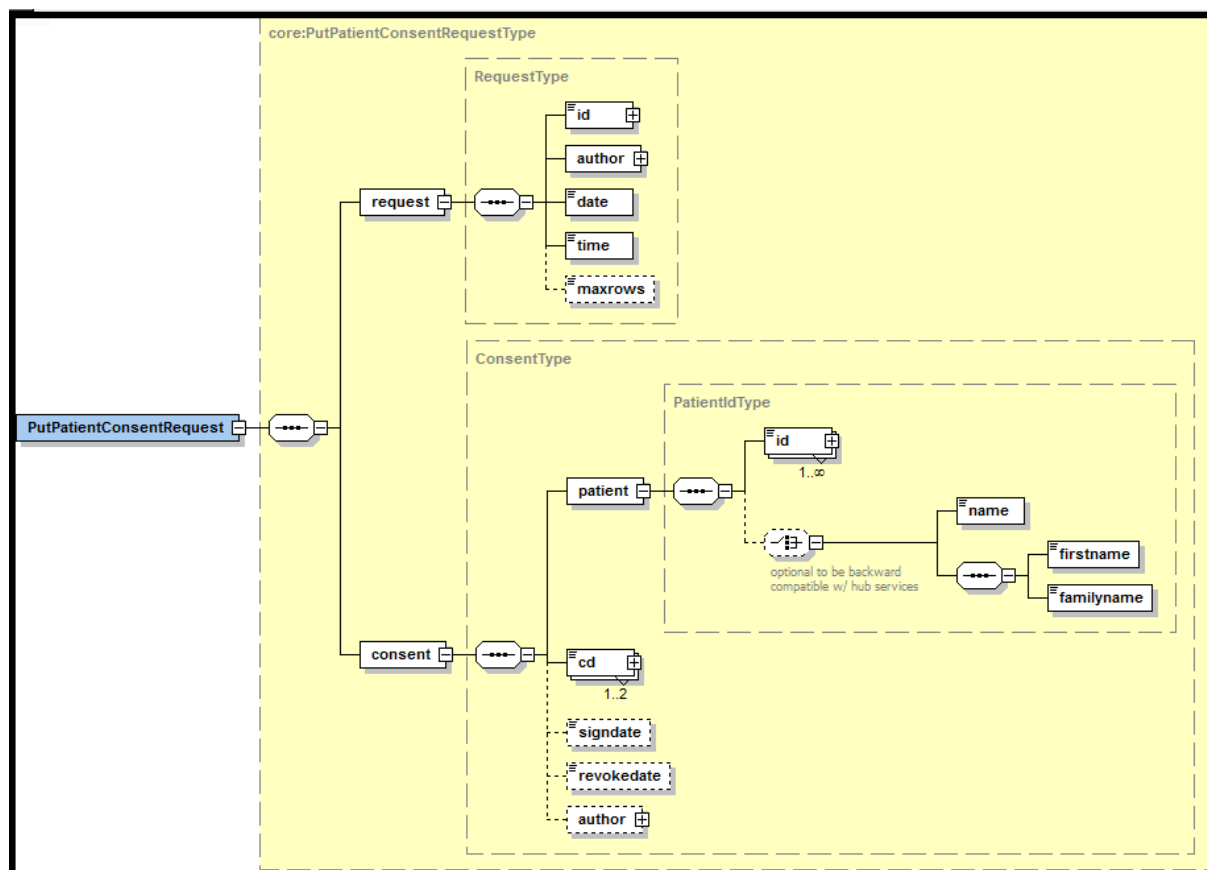 core:PutPatientConsentRequestType
RequestType
id
author
request
date
time
maxrows
ConsentType
PatientIdType
PutPatientConsentRequest
id
1..∞
patient
name
optional to be backward
compatible w/ hub services
firstname
familyname
consent
cd
1..2
signdate
revokedate
author